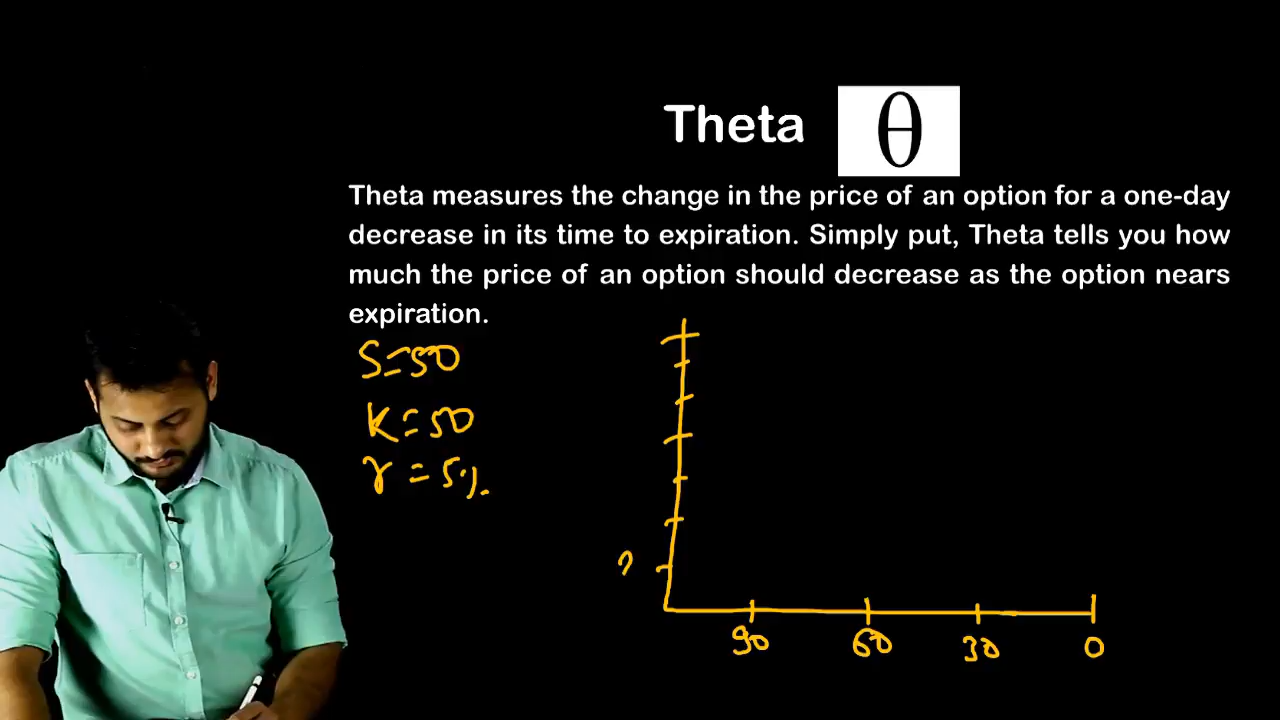 Theta θ
Theta measures the change in the price of an option for a one-day
decrease in its time to expiration. Simply put, Theta tells you how
much the price of an option should decrease as the option nears
expiration.
S=50
K=50
r=5%
90 60 30 0